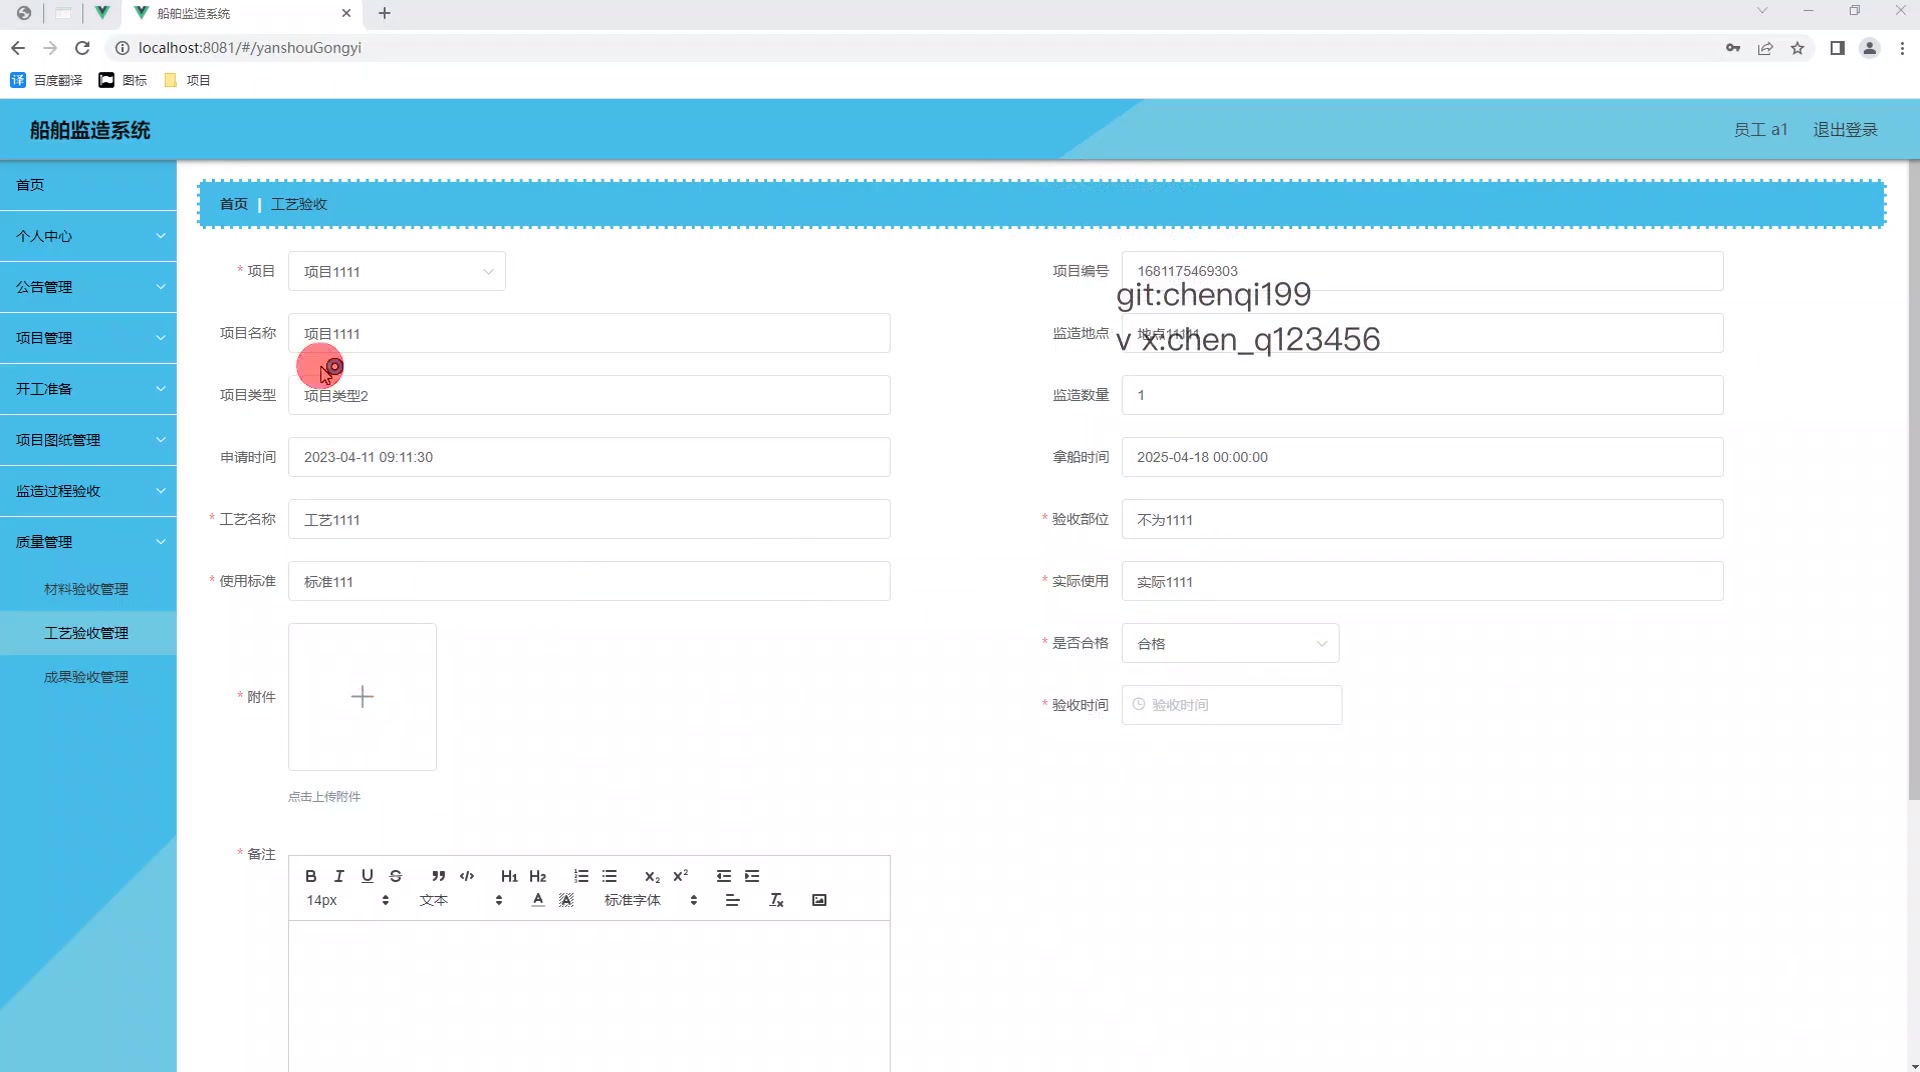 船舶监造系统
localhost:8081/#/yanshouGongyi
百度翻译 图标 项目
船舶监造系统 员工 a1 退出登录
首页
个人中心
公告管理
项目管理
开工准备
项目图纸管理
监造过程验收
质量管理
材料验收管理
工艺验收管理
成果验收管理
首页 | 工艺验收
* 项目 项目1111 项目编号 1681175469303
git:chenqi199
项目名称 项目1111 监造地点 地点11111
v x:chen_q123456
项目类型 项目类型2 监造数量 1
申请时间 2023-04-11 09:11:30 拿船时间 2025-04-18 00:00:00
* 工艺名称 工艺1111 * 验收部位 不为1111
* 使用标准 标准111 * 实际使用 实际1111
* 是否合格 合格
* 附件 * 验收时间 验收时间
点击上传附件
* 备注
B I U S H1 H2 X2 X2
14px 文本 A A 标准字体 Tx